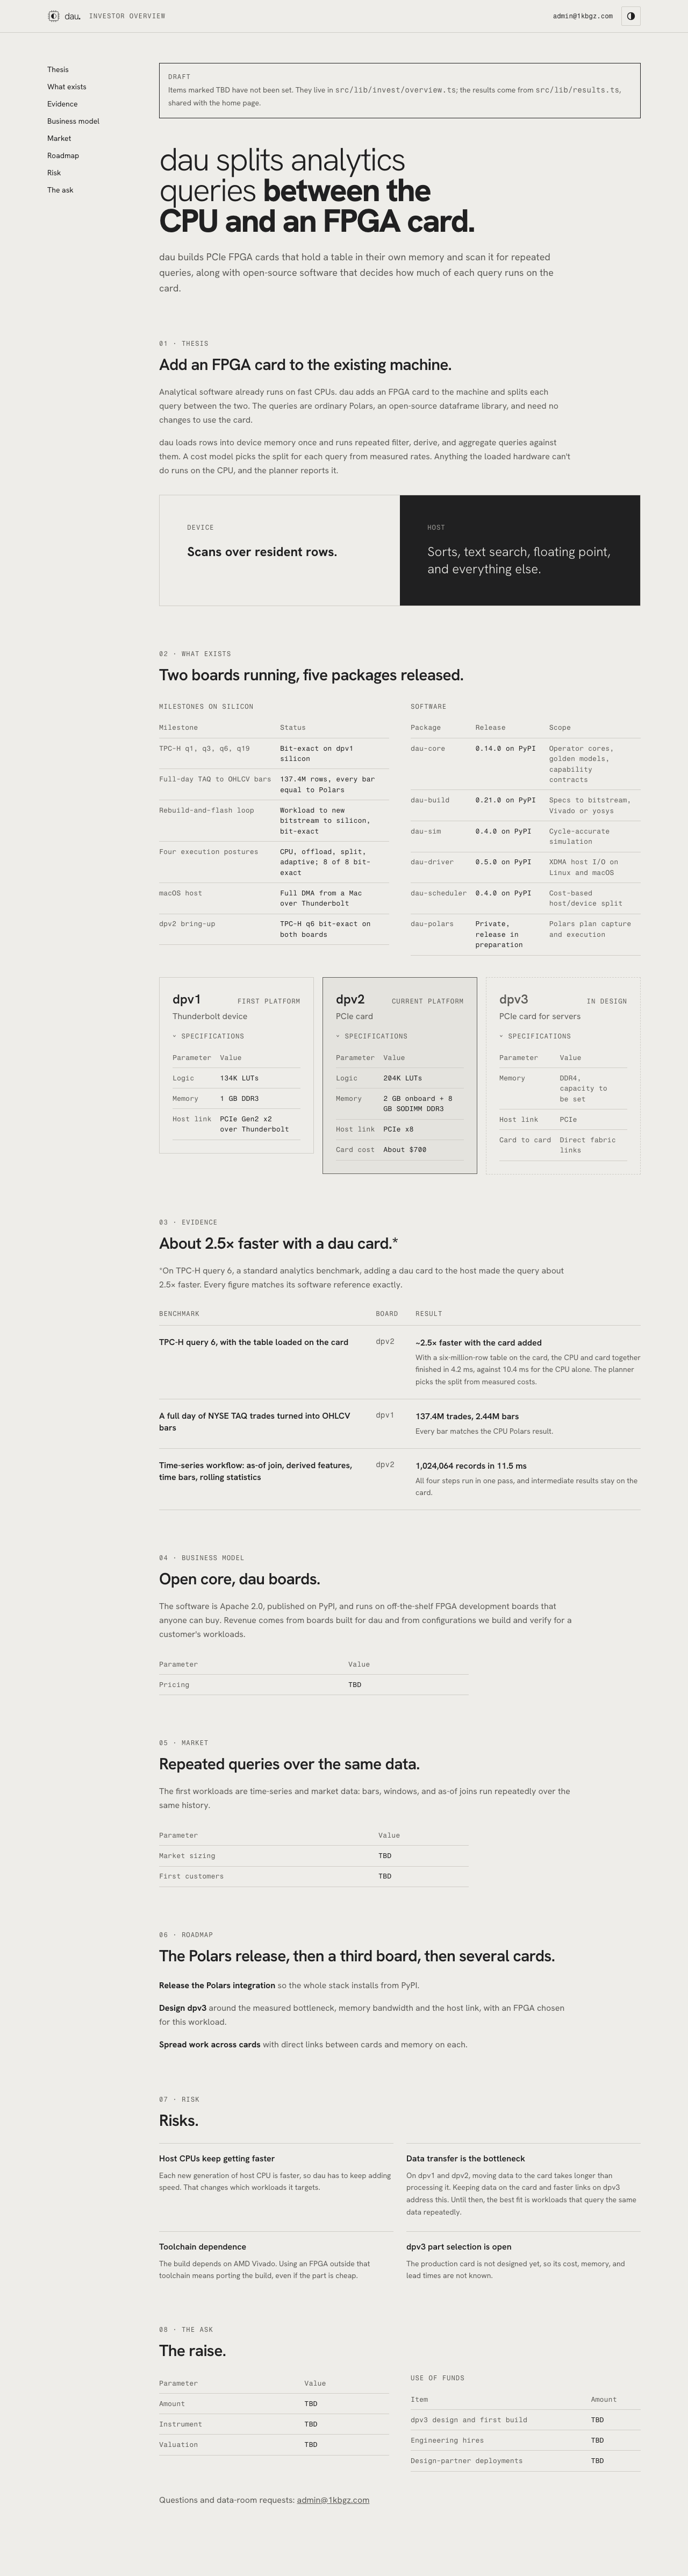 dau. INVESTOR OVERVIEW
admin@1kbgz.com
Thesis
What exists
Evidence
Business model
Market
Roadmap
Risk
The ask
DRAFT
Items marked TBD have not been set. They live in src/lib/invest/overview.ts; the results come from src/lib/results.ts,
shared with the home page.
dau splits analytics
queries between the
CPU and an FPGA card.
dau builds PCIe FPGA cards that hold a table in their own memory and scan it for repeated
queries, along with open-source software that decides how much of each query runs on the
card.
01 · THESIS
Add an FPGA card to the existing machine.
Analytical software already runs on fast CPUs. dau adds an FPGA card to the machine and splits each
query between the two. The queries are ordinary Polars, an open-source dataframe library, and need no
changes to use the card.
dau loads rows into device memory once and runs repeated filter, derive, and aggregate queries against
them. A cost model picks the split for each query from measured rates. Anything the loaded hardware can't
do runs on the CPU, and the planner reports it.
DEVICE
Scans over resident rows.
HOST
Sorts, text search, floating point,
and everything else.
02 · WHAT EXISTS
Two boards running, five packages released.
MILESTONES ON SILICON
Milestone Status
TPC-H q1, q3, q6, q19 Bit-exact on dpv1
silicon
Full-day TAQ to OHLCV bars 137.4M rows, every bar
equal to Polars
Rebuild-and-flash loop Workload to new
bitstream to silicon,
bit-exact
Four execution postures CPU, offload, split,
adaptive; 8 of 8 bit-
exact
macOS host Full DMA from a Mac
over Thunderbolt
dpv2 bring-up TPC-H q6 bit-exact on
both boards
SOFTWARE
Package Release Scope
dau-core 0.14.0 on PyPI Operator cores,
golden models,
capability
contracts
dau-build 0.21.0 on PyPI Specs to bitstream,
Vivado or yosys
dau-sim 0.4.0 on PyPI Cycle-accurate
simulation
dau-driver 0.5.0 on PyPI XDMA host I/O on
Linux and macOS
dau-scheduler 0.4.0 on PyPI Cost-based
host/device split
dau-polars Private, Polars plan capture
release in and execution
preparation
dpv1 FIRST PLATFORM
Thunderbolt device
- SPECIFICATIONS
Parameter Value
Logic 134K LUTs
Memory 1 GB DDR3
Host link PCIe Gen2 x2
over Thunderbolt
dpv2 CURRENT PLATFORM
PCIe card
- SPECIFICATIONS
Parameter Value
Logic 204K LUTs
Memory 2 GB onboard + 8
GB SODIMM DDR3
Host link PCIe x8
Card cost About $700
dpv3 IN DESIGN
PCIe card for servers
- SPECIFICATIONS
Parameter Value
Memory DDR4,
capacity to
be set
Host link PCIe
Card to card Direct fabric
links
03 · EVIDENCE
About 2.5× faster with a dau card.*
*On TPC-H query 6, a standard analytics benchmark, adding a dau card to the host made the query about
2.5× faster. Every figure matches its software reference exactly.
BENCHMARK BOARD RESULT
TPC-H query 6, with the table loaded on the card dpv2 ~2.5× faster with the card added
With a six-million-row table on the card, the CPU and card together
finished in 4.2 ms, against 10.4 ms for the CPU alone. The planner
picks the split from measured costs.
A full day of NYSE TAQ trades turned into OHLCV dpv1 137.4M trades, 2.44M bars
bars
Every bar matches the CPU Polars result.
Time-series workflow: as-of join, derived features, dpv2 1,024,064 records in 11.5 ms
time bars, rolling statistics
All four steps run in one pass, and intermediate results stay on the
card.
04 · BUSINESS MODEL
Open core, dau boards.
The software is Apache 2.0, published on PyPI, and runs on off-the-shelf FPGA development boards that
anyone can buy. Revenue comes from boards built for dau and from configurations we build and verify for a
customer's workloads.
Parameter Value
Pricing TBD
05 · MARKET
Repeated queries over the same data.
The first workloads are time-series and market data: bars, windows, and as-of joins run repeatedly over the
same history.
Parameter Value
Market sizing TBD
First customers TBD
06 · ROADMAP
The Polars release, then a third board, then several cards.
Release the Polars integration so the whole stack installs from PyPI.
Design dpv3 around the measured bottleneck, memory bandwidth and the host link, with an FPGA chosen
for this workload.
Spread work across cards with direct links between cards and memory on each.
07 · RISK
Risks.
Host CPUs keep getting faster
Each new generation of host CPU is faster, so dau has to keep adding
speed. That changes which workloads it targets.
Data transfer is the bottleneck
On dpv1 and dpv2, moving data to the card takes longer than
processing it. Keeping data on the card and faster links on dpv3
address this. Until then, the best fit is workloads that query the same
data repeatedly.
Toolchain dependence
The build depends on AMD Vivado. Using an FPGA outside that
toolchain means porting the build, even if the part is cheap.
dpv3 part selection is open
The production card is not designed yet, so its cost, memory, and
lead times are not known.
08 · THE ASK
The raise.
Parameter Value
Amount TBD
Instrument TBD
Valuation TBD
USE OF FUNDS
Item Amount
dpv3 design and first build TBD
Engineering hires TBD
Design-partner deployments TBD
Questions and data-room requests: admin@1kbgz.com